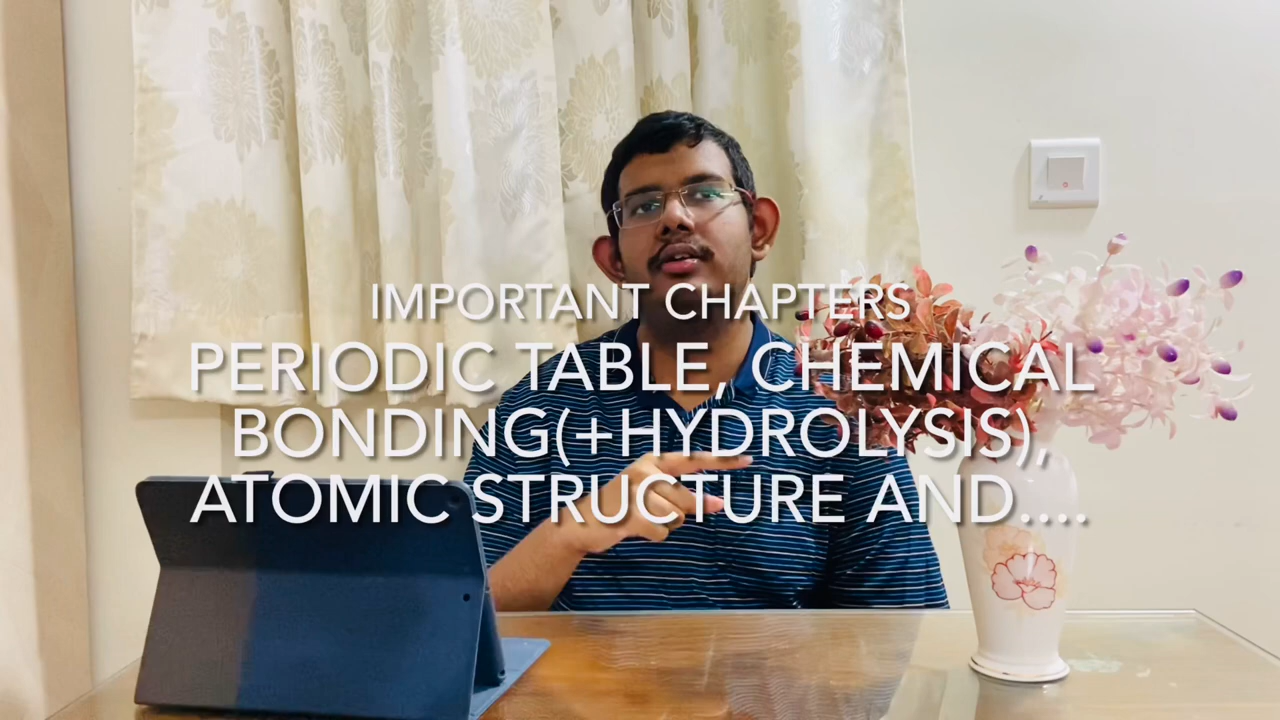 IMPORTANT CHAPTERS
PERIODIC TABLE, CHEMICAL
BONDING(+HYDROLYSIS),
ATOMIC STRUCTURE AND....